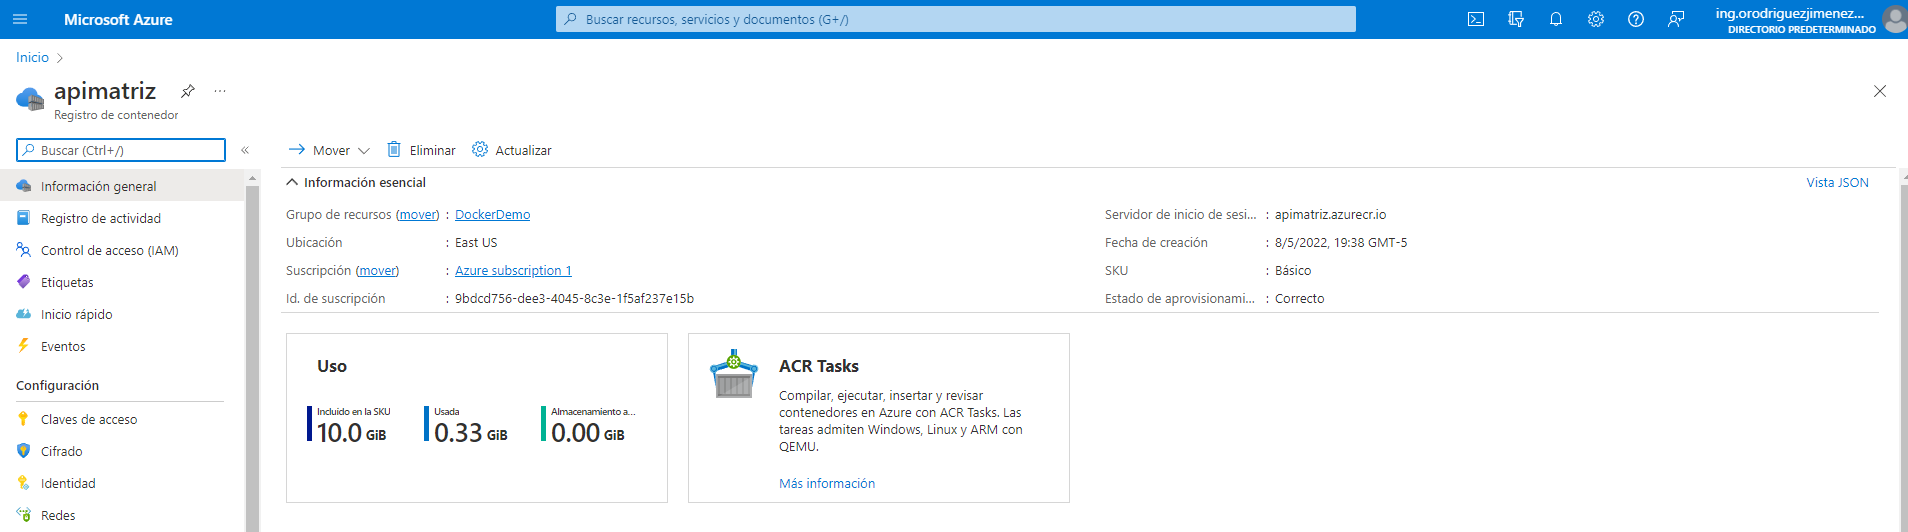 Microsoft Azure
Buscar recursos, servicios y documentos (G+/)
ing.orodriguezjimenez...
DIRECTORIO PREDETERMINADO
Inicio
apimatriz
Registro de contenedor
Buscar (Ctrl+/)
Información general
Registro de actividad
Control de acceso (IAM)
Etiquetas
Inicio rápido
Eventos
Configuración
Claves de acceso
Cifrado
Identidad
Redes
Mover
Eliminar
Actualizar
Información esencial
Vista JSON
Grupo de recursos (mover) : DockerDemo
Ubicación : East US
Suscripción (mover) : Azure subscription 1
Id. de suscripción : 9bdcd756-dee3-4045-8c3e-1f5af237e15b
Servidor de inicio de sesi... : apimatriz.azurecr.io
Fecha de creación : 8/5/2022, 19:38 GMT-5
SKU : Básico
Estado de aprovisionami... : Correcto
Uso
Incluido en la SKU
10.0 GiB
Usada
0.33 GiB
Almacenamiento a...
0.00 GiB
ACR Tasks
Compilar, ejecutar, insertar y revisar
contenedores en Azure con ACR Tasks. Las
tareas admiten Windows, Linux y ARM con
QEMU.
Más información